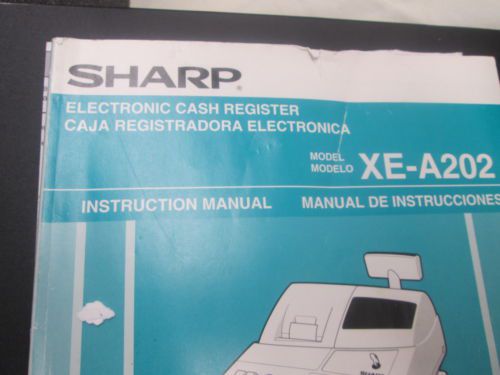 SHARP®
ELECTRONIC CASH REGISTER
CAJA REGISTRADORA ELECTRONICA
MODEL
MODELO XE-A202
INSTRUCTION MANUAL MANUAL DE INSTRUCCIONES